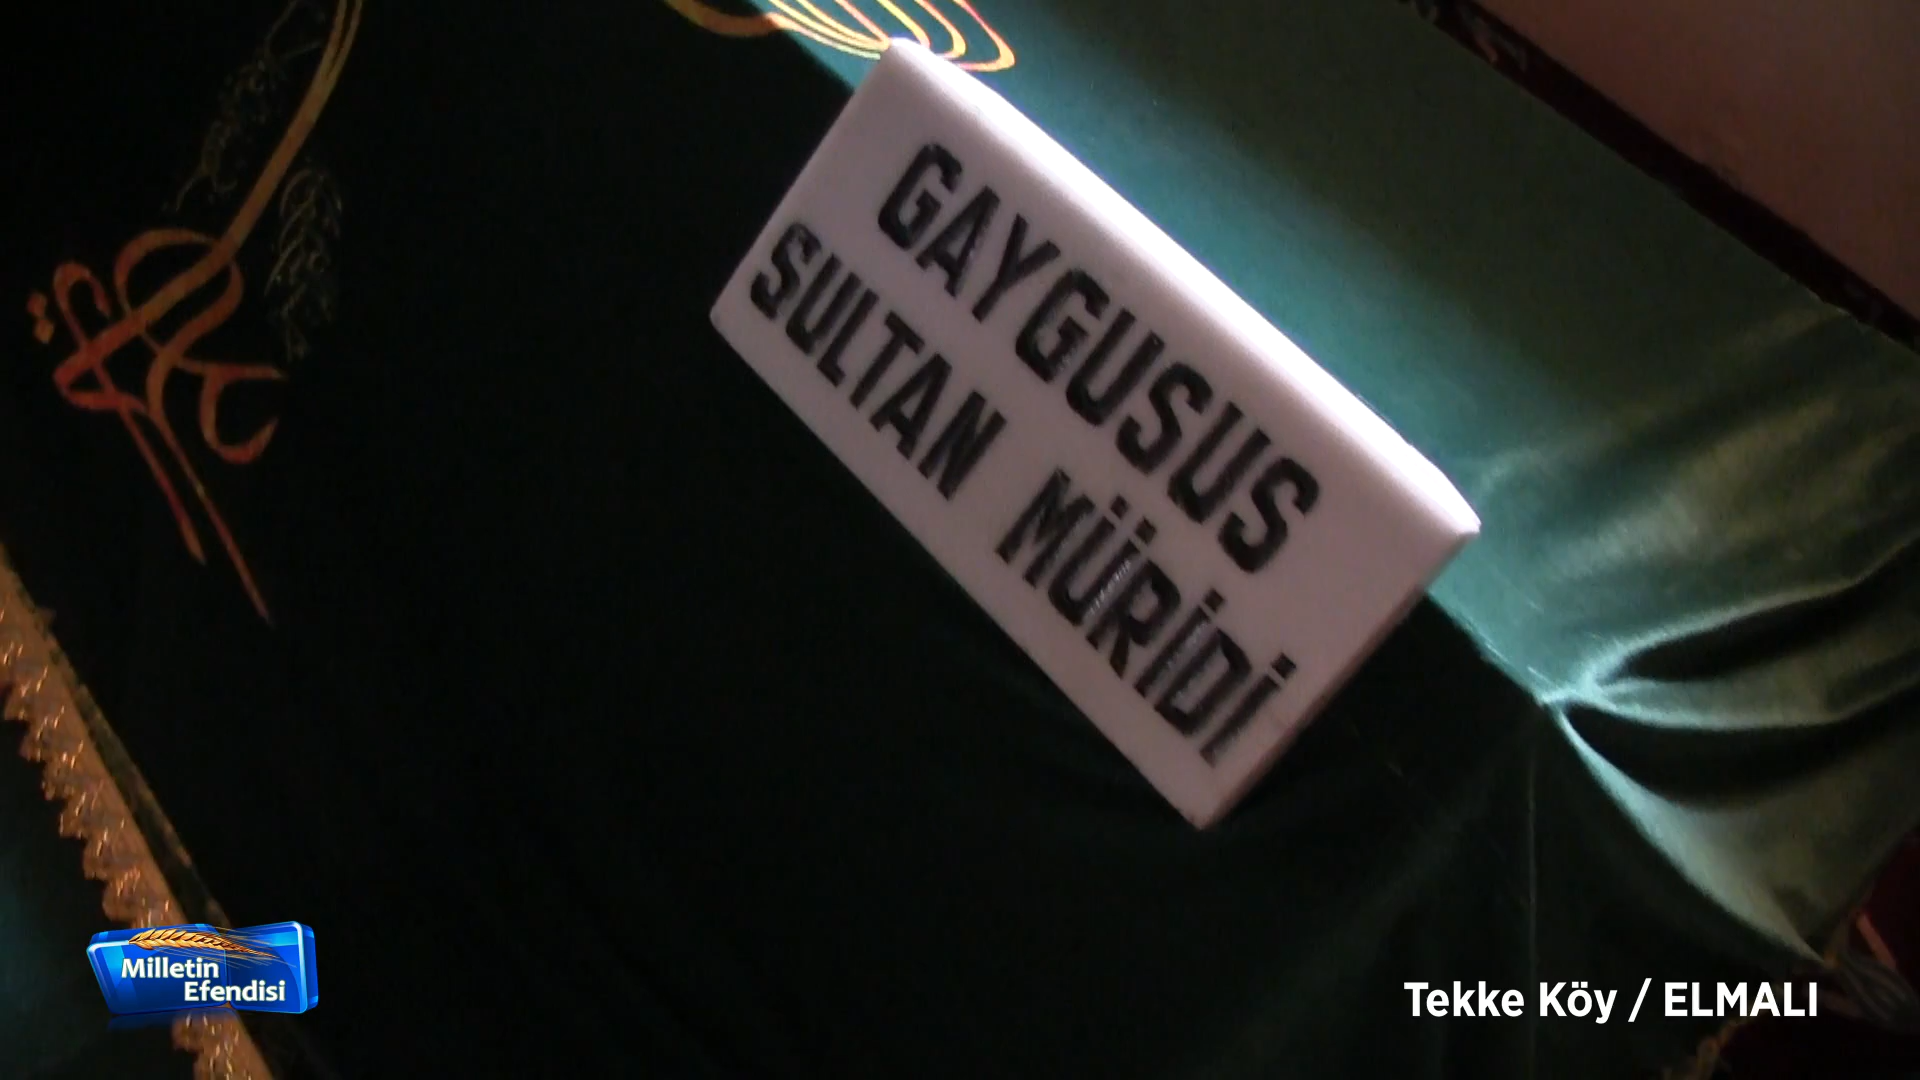 GAYGUSUS
SULTAN MÜRİDİ
Milletin
Efendisi
Tekke Köy / ELMALI